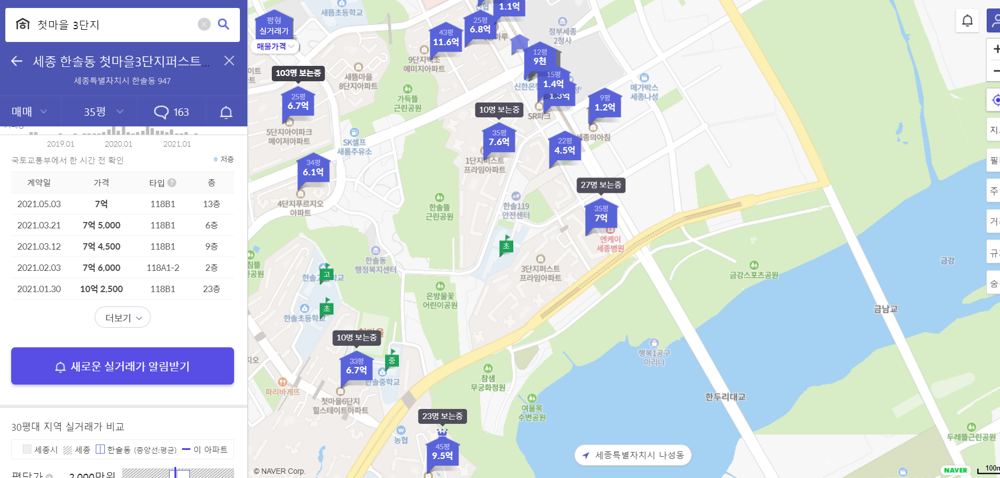 첫마을 3단지
세종 한솔동 첫마을3단지퍼스트...
세종특별자치시 한솔동 947
매매
35평
163
2019.01
2020.01
2021.01
국토교통부에서 한 시간 전 확인
저층
계약일 가격 타입 ? 층
2021.05.03 7억 118B1 13층
2021.03.21 7억 5,000 118B1 6층
2021.03.12 7억 4,500 118B1 9층
2021.02.03 7억 6,000 118A1-2 2층
2021.01.30 10억 2,500 118B1 23층
더보기
새로운 실거래가 알림받기
30평대 지역 실거래가 비교
세종시 세종 한솔동 (중앙선:평균) 이 아파트
평단가 2,000만원
평형
실거래가
매물가격
새뜸초등학교
1.1억
25평
6.8억
43평
11.6억
정부세종
2청사
9단지백조
예미지아파트
12평
9천
15평
1.4억
1.3억
메가박스
세종나성
9평
1.2억
SR파크
103명 보는중
25평
6.7억
새뜸마을
8단지아파트
가득뜰
근린공원
10명 보는중
35평
7.6억
5단지아이파크
메이저아파트
SK셀프
새롬주유소
22평
4.5억
세종의아침
1단지퍼스트
프라임아파트
34평
6.1억
4단지푸르지오
아파트
한솔뜰
근린공원
한솔119
안전센터
27명 보는중
35평
7억
엔케이
세종병원
초
한솔동
행정복지센터
고
3단지퍼스트
프라임아파트
금강스포츠공원
금강
은방울꽃
어린이공원
초
한솔초등학교
금남교
10명 보는중
33평
6.7억
중
한솔중학교
행복1공구
마리나
파리바게뜨
첫마을6단지
힐스테이트아파트
참샘
무궁화정원
여울목
수변공원
한두리대교
23명 보는중
45평
9.5억
농협
두레뜰근린공원
세종특별자치시 나성동
© NAVER Corp.
NAVER
100m